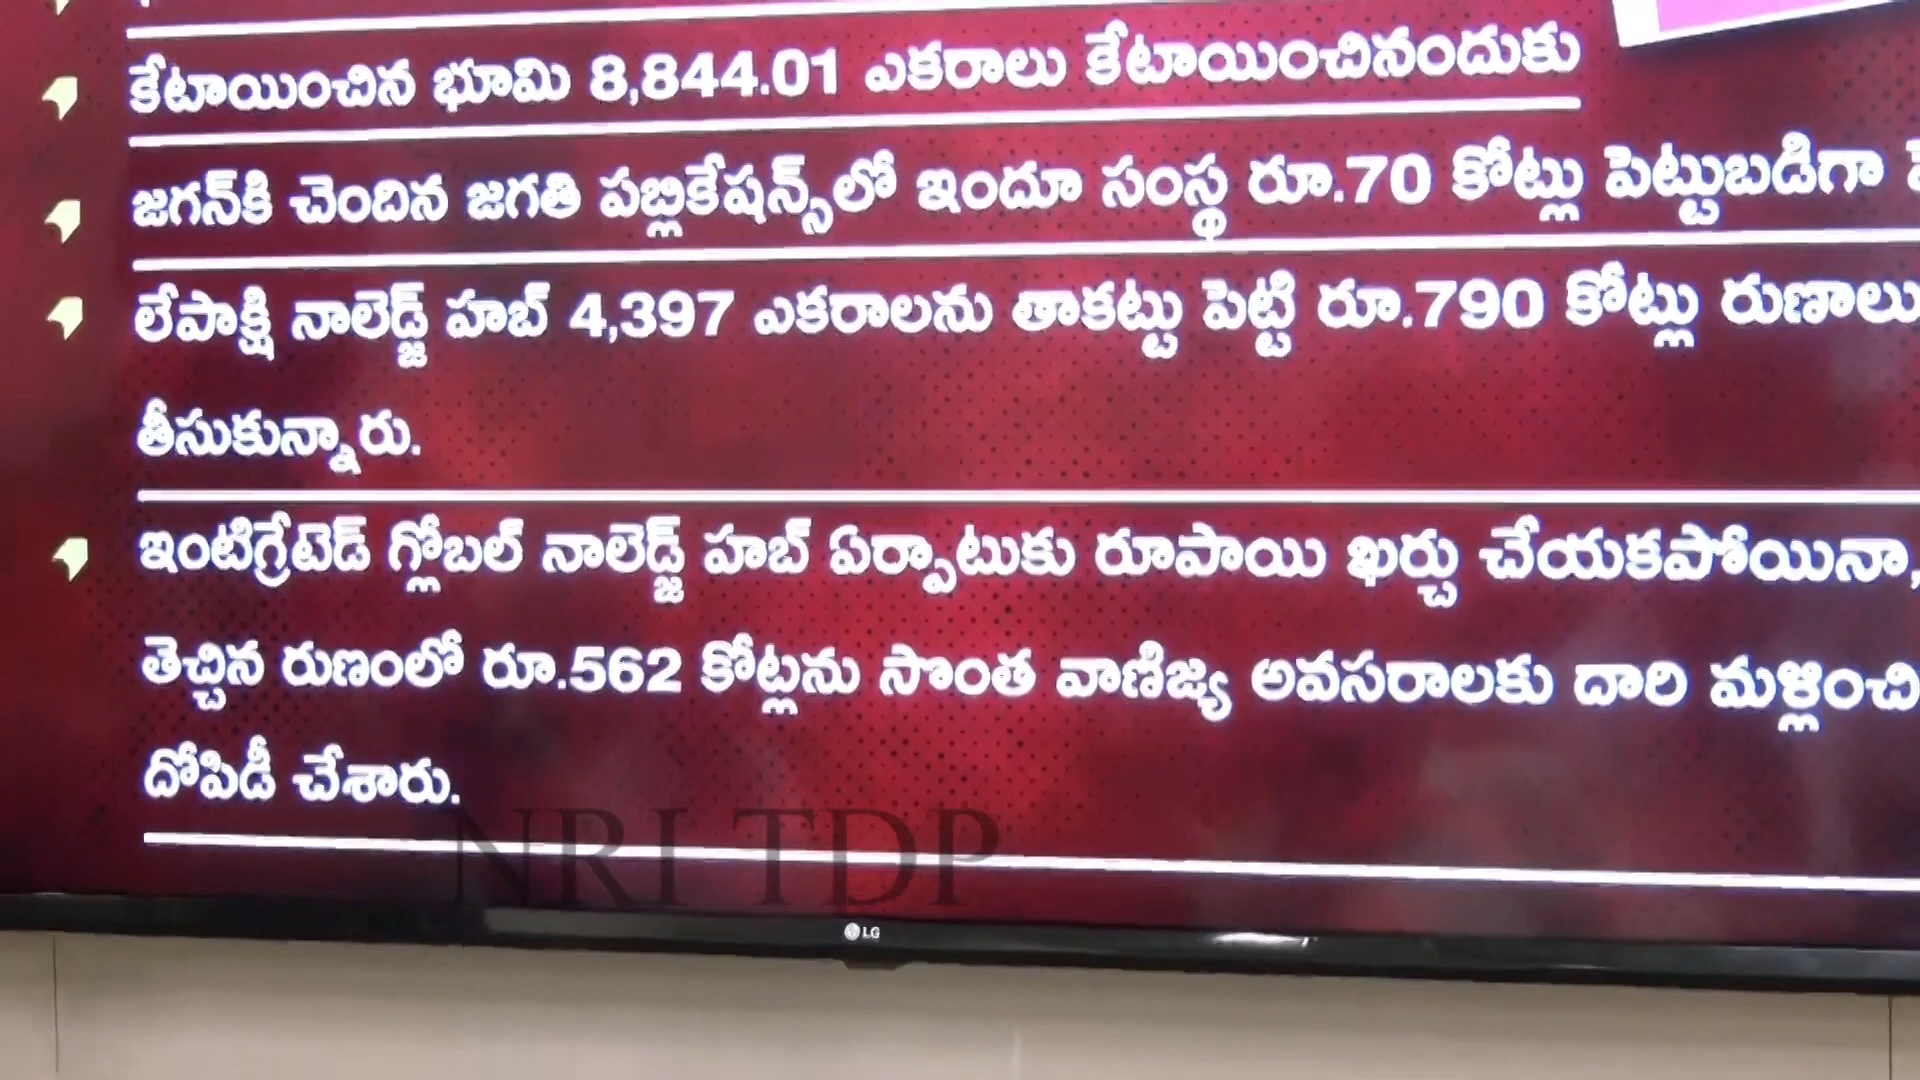 కేటాయించిన భూమి 8,844.01 ఎకరాలు కేటాయించినందుకు
జగన్‌కి చెందిన జగతి పబ్లికేషన్స్‌లో ఇందూ సంస్థ రూ.70 కోట్లు పెట్టుబడిగా
లేపాక్షి నాలెడ్జ్ హబ్ 4,397 ఎకరాలను తాకట్టు పెట్టి రూ.790 కోట్లు రుణాలు
తీసుకున్నారు.
ఇంటిగ్రేటెడ్ గ్లోబల్ నాలెడ్జ్ హబ్ ఏర్పాటుకు రూపాయి ఖర్చు చేయకపోయినా,
తెచ్చిన రుణంలో రూ.562 కోట్లను సొంత వాణిజ్య అవసరాలకు దారి మళ్లించి
దోపిడీ చేశారు.
NRI TDP
LG